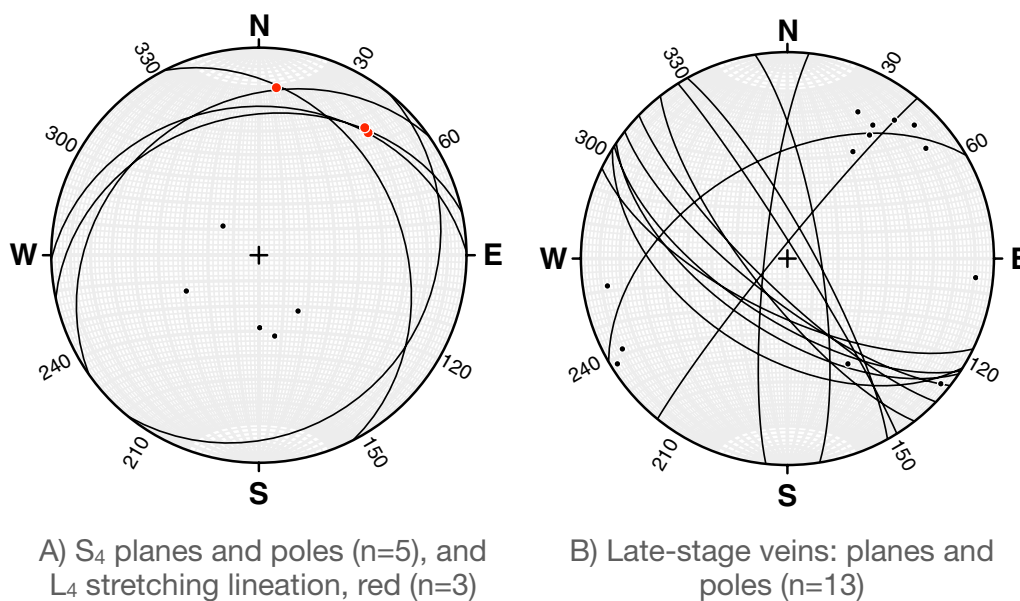 N
30
60
E
120
150
S
210
240
W
300
330
N
30
60
E
120
150
S
210
240
W
300
330
A) S₄ planes and poles (n=5), and
L₄ stretching lineation, red (n=3)
B) Late-stage veins: planes and
poles (n=13)